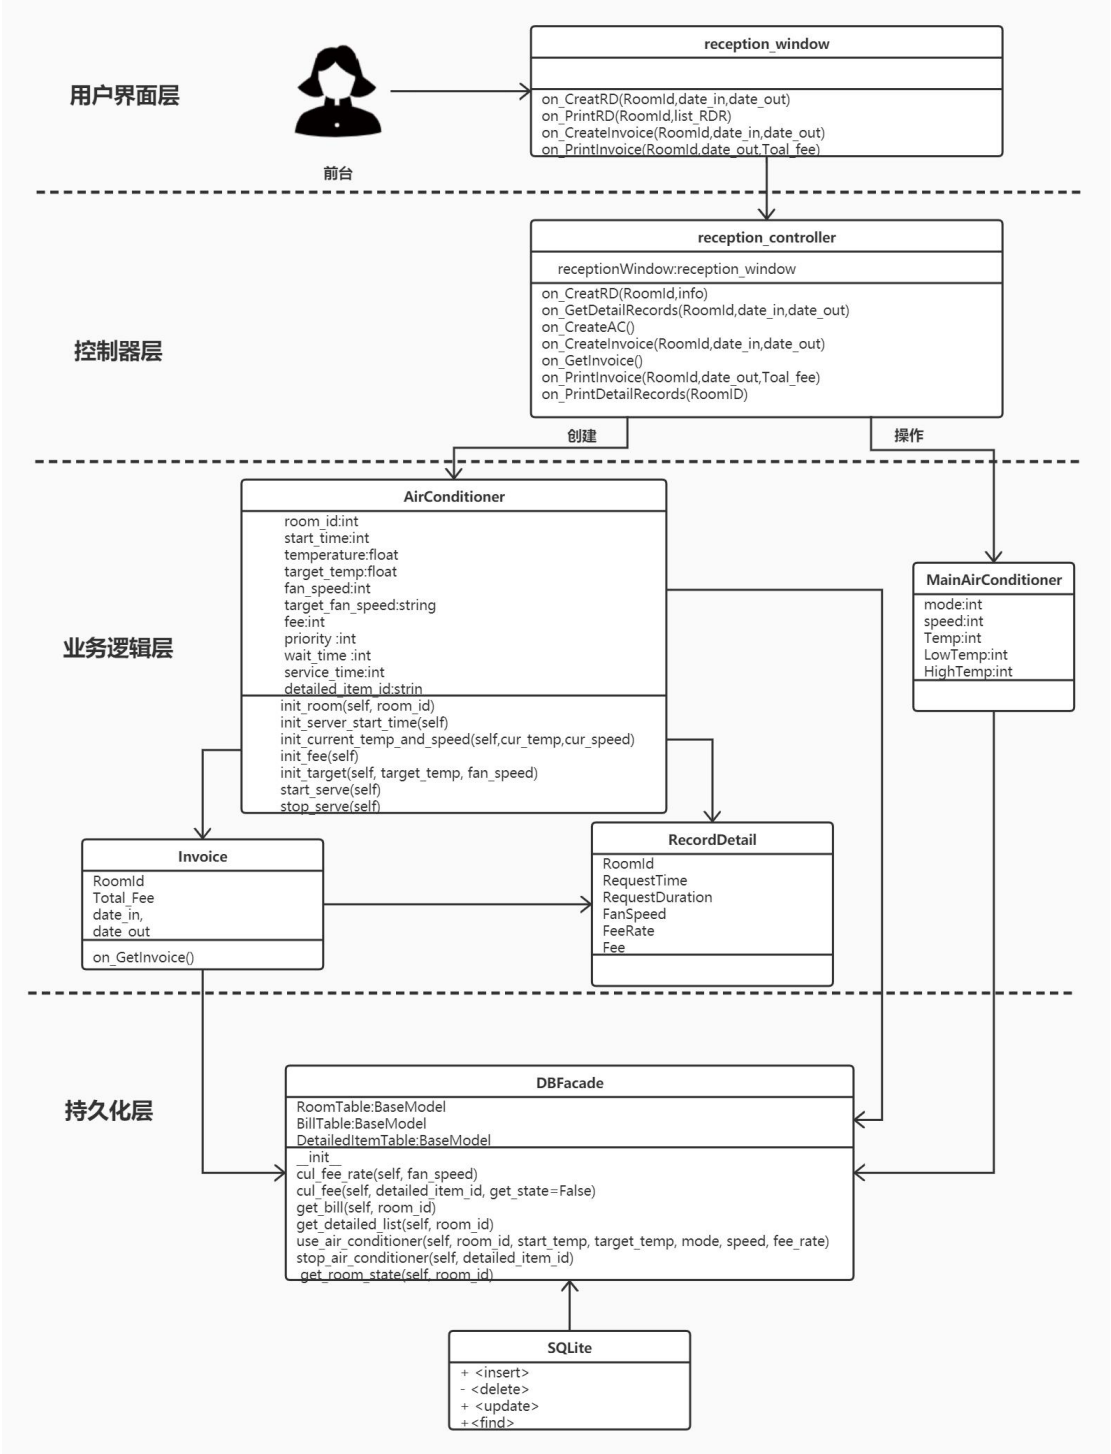 用户界面层
前台
reception_window
on_CreatRD(RoomId,date_in,date_out)
on_PrintRD(RoomId,list_RDR)
on_CreateInvoice(RoomId,date_in,date_out)
on_PrintInvoice(RoomId,date_out,Toal_fee)
控制器层
reception_controller
receptionWindow:reception_window
on_CreatRD(RoomId,info)
on_GetDetailRecords(RoomId,date_in,date_out)
on_CreateAC()
on_CreateInvoice(RoomId,date_in,date_out)
on_GetInvoice()
on_PrintInvoice(RoomId,date_out,Toal_fee)
on_PrintDetailRecords(RoomID)
创建
操作
业务逻辑层
AirConditioner
room_id:int
start_time:int
temperature:float
target_temp:float
fan_speed:int
target_fan_speed:string
fee:int
priority :int
wait_time :int
service_time:int
detailed_item_id:strin
init_room(self, room_id)
init_server_start_time(self)
init_current_temp_and_speed(self,cur_temp,cur_speed)
init_fee(self)
init_target(self, target_temp, fan_speed)
start_serve(self)
stop_serve(self)
MainAirConditioner
mode:int
speed:int
Temp:int
LowTemp:int
HighTemp:int
Invoice
RoomId
Total_Fee
date_in,
date_out
on_GetInvoice()
RecordDetail
RoomId
RequestTime
RequestDuration
FanSpeed
FeeRate
Fee
持久化层
DBFacade
RoomTable:BaseModel
BillTable:BaseModel
DetailedItemTable:BaseModel
__init__
cul_fee_rate(self, fan_speed)
cul_fee(self, detailed_item_id, get_state=False)
get_bill(self, room_id)
get_detailed_list(self, room_id)
use_air_conditioner(self, room_id, start_temp, target_temp, mode, speed, fee_rate)
stop_air_conditioner(self, detailed_item_id)
get_room_state(self, room_id)
SQLite
+ <insert>
- <delete>
+ <update>
+<find>